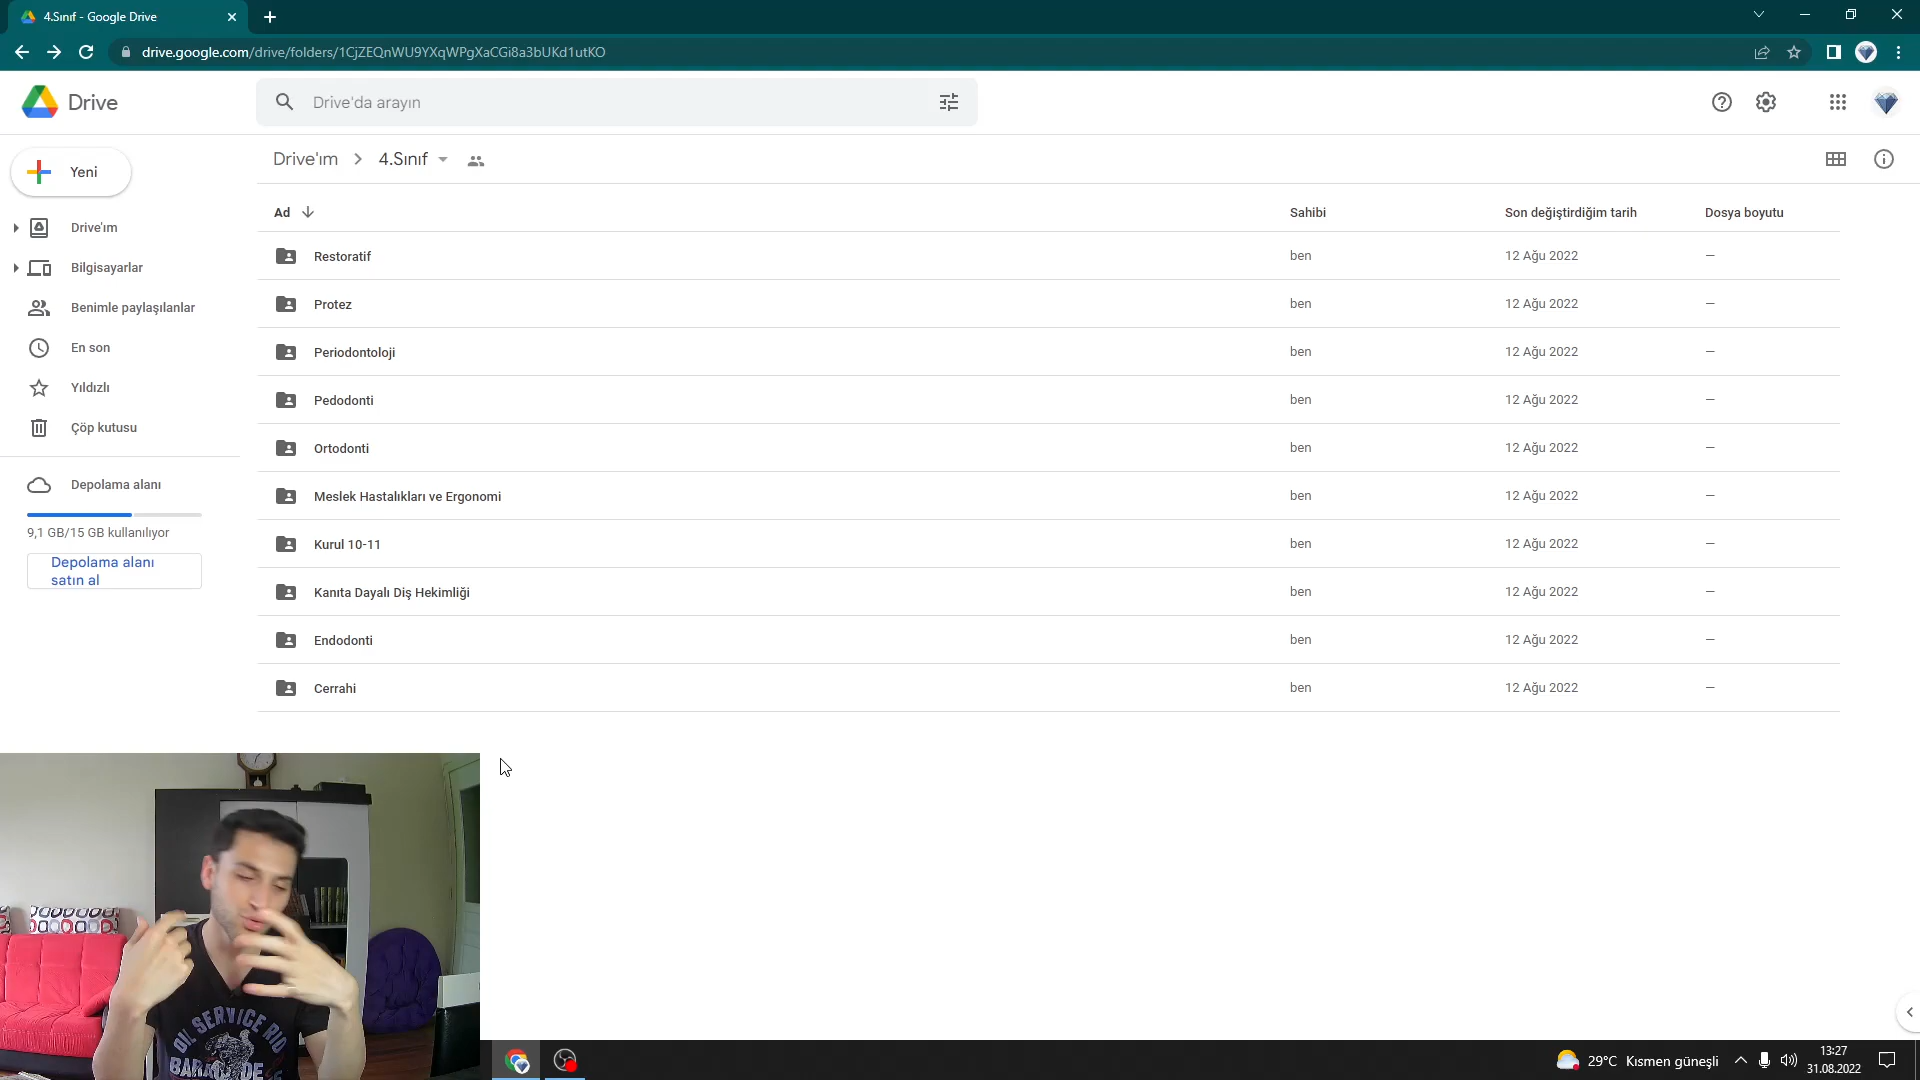 4.Sınıf - Google Drive
drive.google.com/drive/folders/1CjZEQnWU9YXqWPgXaCGi8a3bUKd1utKO
Drive
Drive'da arayın
Drive'ım
4.Sınıf
Yeni
Drive'ım
Bilgisayarlar
Benimle paylaşılanlar
En son
Yıldızlı
Çöp kutusu
Depolama alanı
9,1 GB/15 GB kullanılıyor
Depolama alanı
satın al
Ad Sahibi Son değiştirdiğim tarih Dosya boyutu
Restoratif ben 12 Ağu 2022 —
Protez ben 12 Ağu 2022 —
Periodontoloji ben 12 Ağu 2022 —
Pedodonti ben 12 Ağu 2022 —
Ortodonti ben 12 Ağu 2022 —
Meslek Hastalıkları ve Ergonomi ben 12 Ağu 2022 —
Kurul 10-11 ben 12 Ağu 2022 —
Kanıta Dayalı Diş Hekimliği ben 12 Ağu 2022 —
Endodonti ben 12 Ağu 2022 —
Cerrahi ben 12 Ağu 2022 —
OIL SERVICE RIO
29°C Kısmen güneşli
13:27
31.08.2022